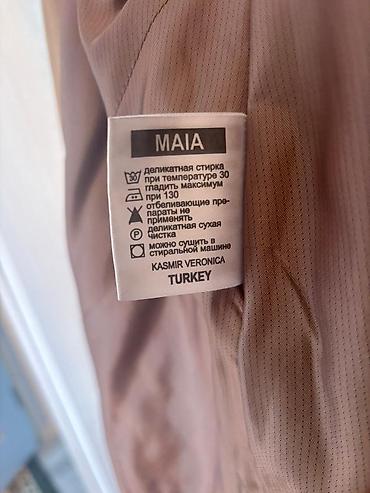 MAIA
деликатная стирка
30 при температуре 30
гладить максимум
при 130
отбеливающие пре-
параты не
применять
P деликатная сухая
чистка
можно сушить в
стиральной машине
KASMIR VERONICA
TURKEY